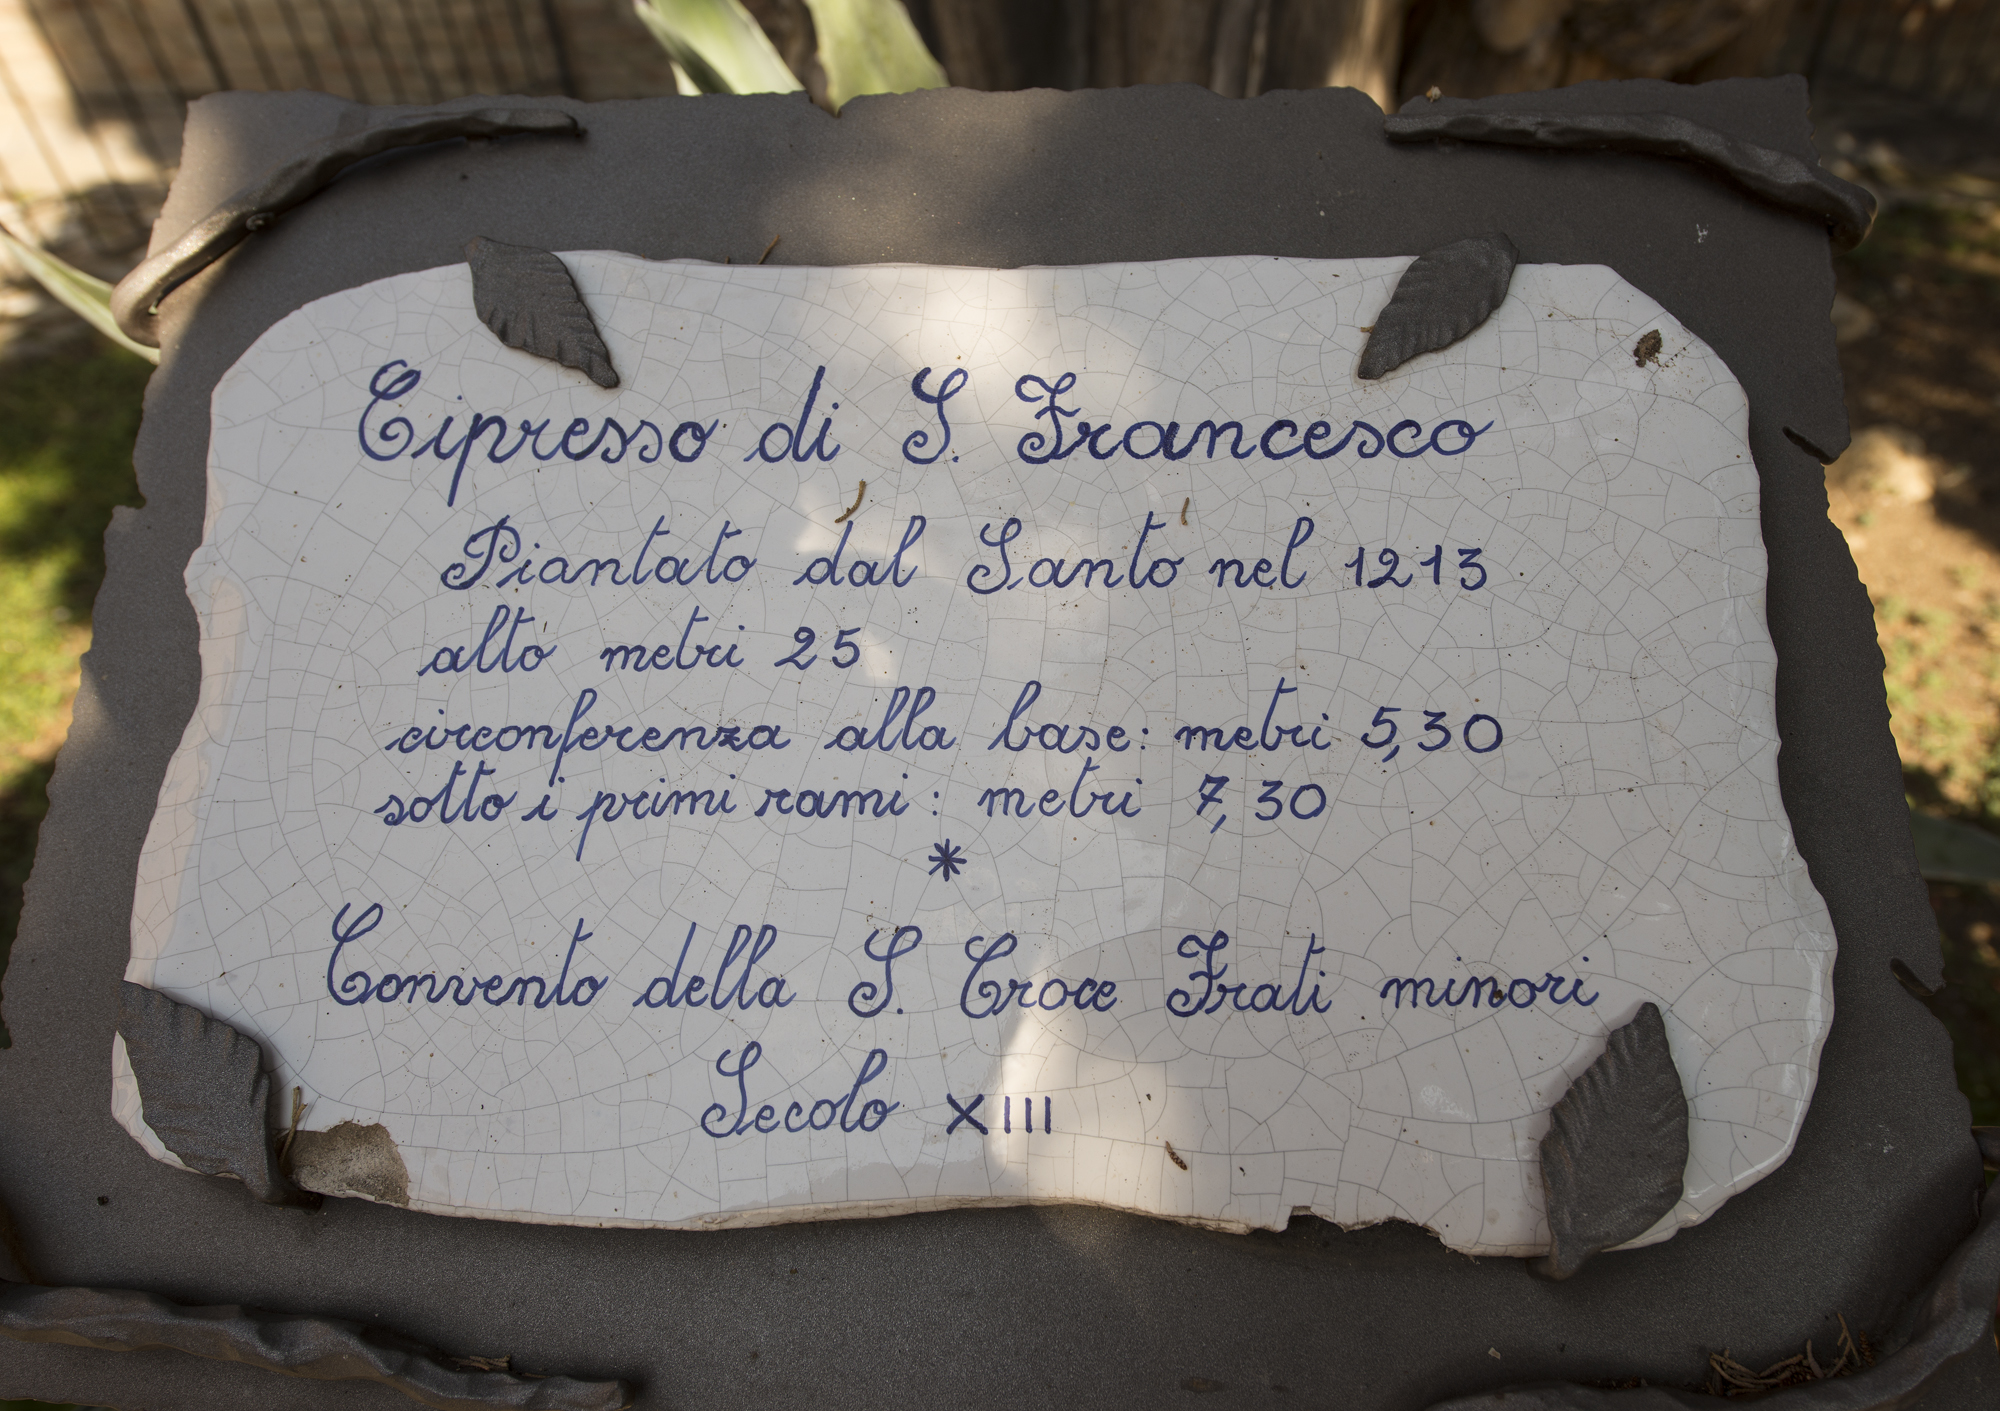 Cipresso di S. Francesco
Piantato dal Santo nel 1213
alto metri 25
circonferenza alla base: metri 5,30
sotto i primi rami: metri 7,30
*
Convento della S. Croce Frati minori
Secolo XIII